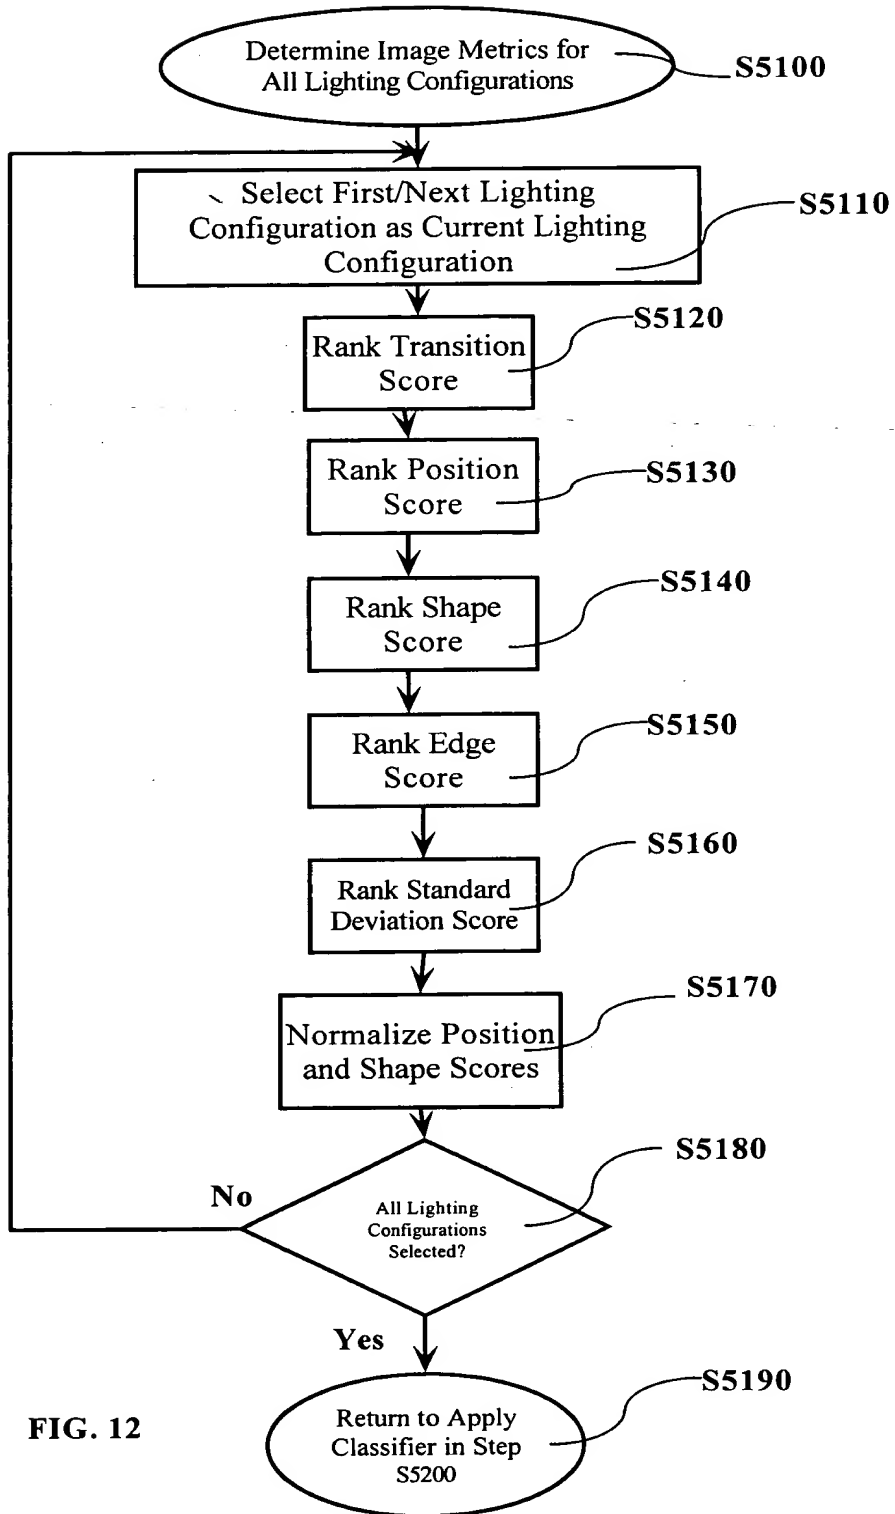 Determine Image Metrics for
All Lighting Configurations
S5100
Select First/Next Lighting
Configuration as Current Lighting
Configuration
S5110
S5120
Rank Transition
Score
Rank Position
Score
S5130
S5140
Rank Shape
Score
S5150
Rank Edge
Score
S5160
Rank Standard
Deviation Score
S5170
Normalize Position
and Shape Scores
S5180
No
All Lighting
Configurations
Selected?
Yes
S5190
Return to Apply
Classifier in Step
S5200
FIG. 12